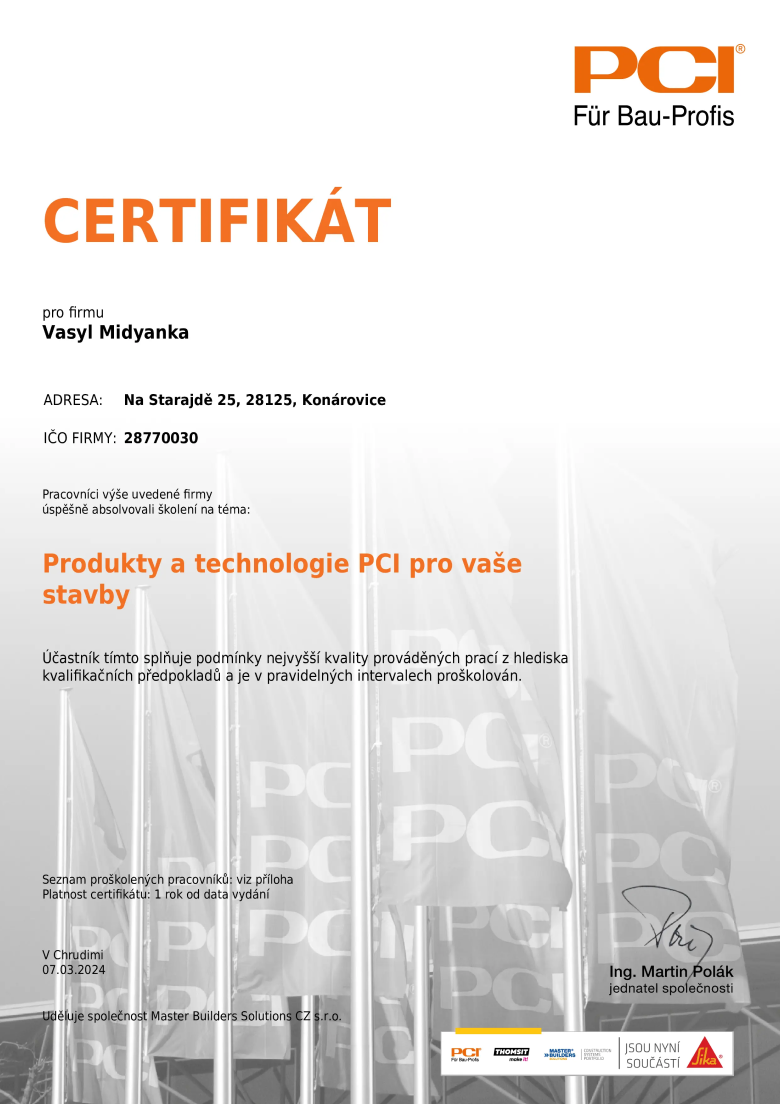 PCI®
Für Bau-Profis
CERTIFIKÁT
pro firmu
Vasyl Midyanka
ADRESA: Na Starajdě 25, 28125, Konárovice
IČO FIRMY: 28770030
Pracovníci výše uvedené firmy
úspěšně absolvovali školení na téma:
Produkty a technologie PCI pro vaše
stavby
Účastník tímto splňuje podmínky nejvyšší kvality prováděných prací z hlediska
kvalifikačních předpokladů a je v pravidelných intervalech proškolován.
Seznam proškolených pracovníků: viz příloha
Platnost certifikátu: 1 rok od data vydání
V Chrudimi
07.03.2024
Ing. Martin Polák
jednatel společnosti
Uděluje společnost Master Builders Solutions CZ s.r.o.
PCI®
Für Bau-Profis
THOMSIT
make it!
MASTER®
»BUILDERS
SOLUTIONS
CONSTRUCTION
SYSTEMS
PORTFOLIO
JSOU NYNÍ
SOUČÁSTÍ
Sika®